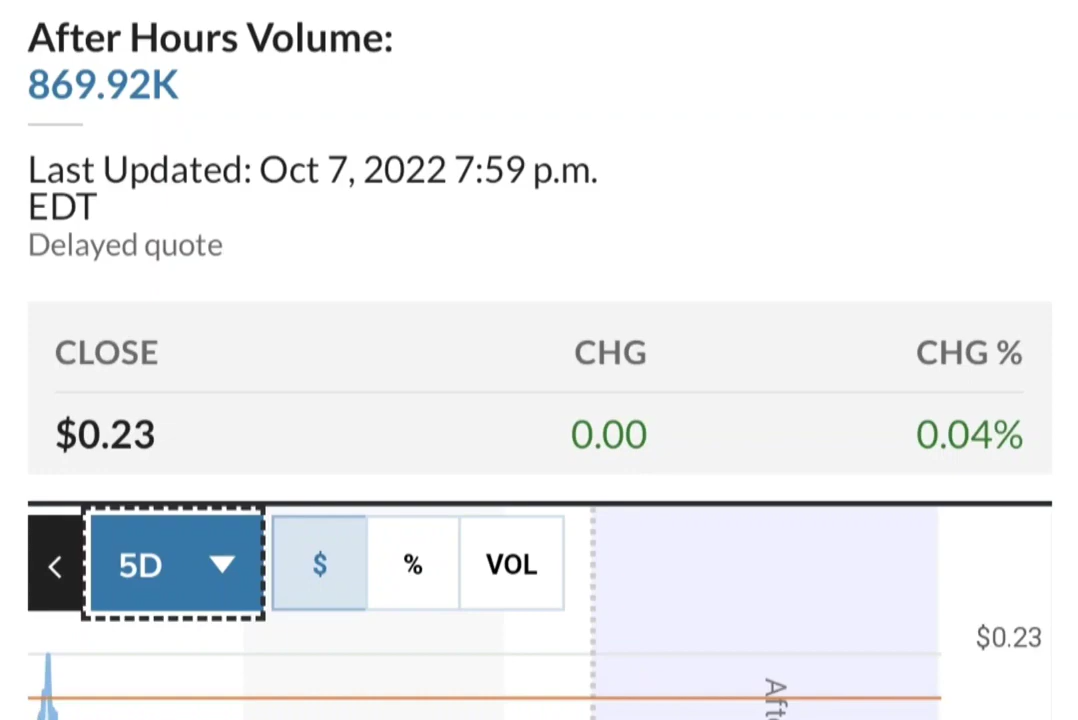 After Hours Volume:
869.92K
Last Updated: Oct 7, 2022 7:59 p.m.
EDT
Delayed quote
CLOSE CHG CHG %
$0.23 0.00 0.04%
5D $ % VOL
$0.23